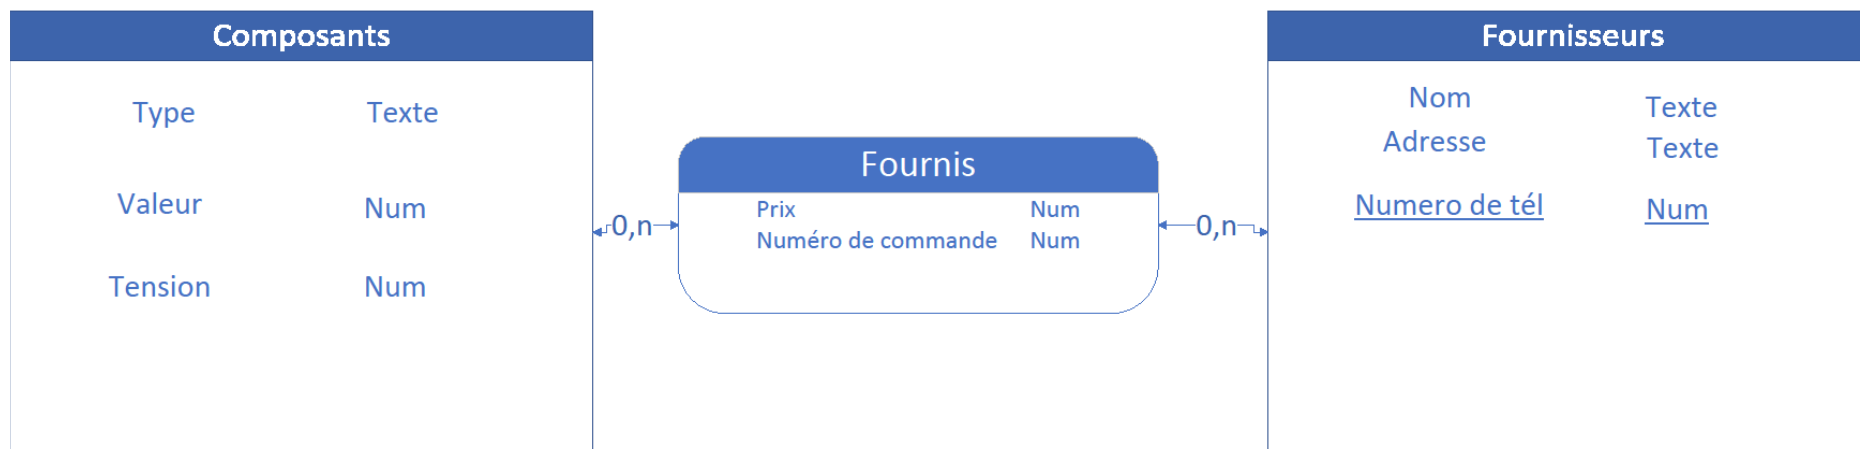 Composants
Type Texte
Valeur Num
Tension Num
0,n
Fournis
Prix Num
Numéro de commande Num
0,n
Fournisseurs
Nom Texte
Adresse Texte
Numero de tél Num